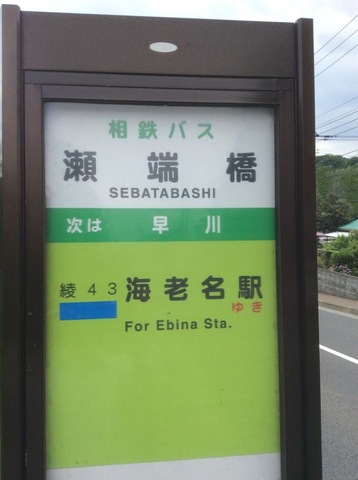 相鉄バス
瀬端橋
SEBATABASHI
次は 早川
綾43 海老名駅
ゆき
For Ebina Sta.